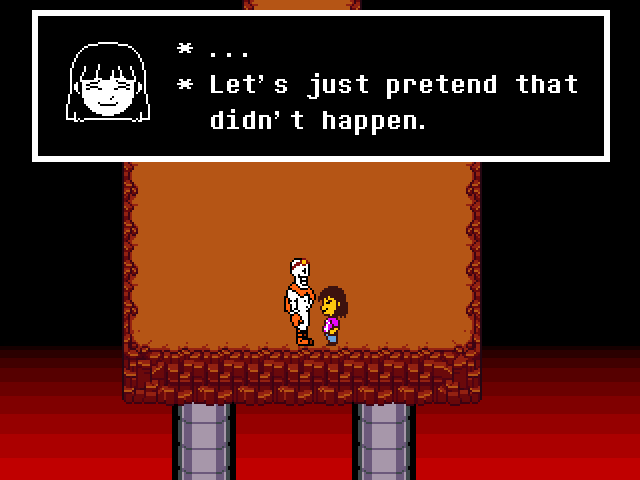 * ...
* Let's just pretend that
didn't happen.